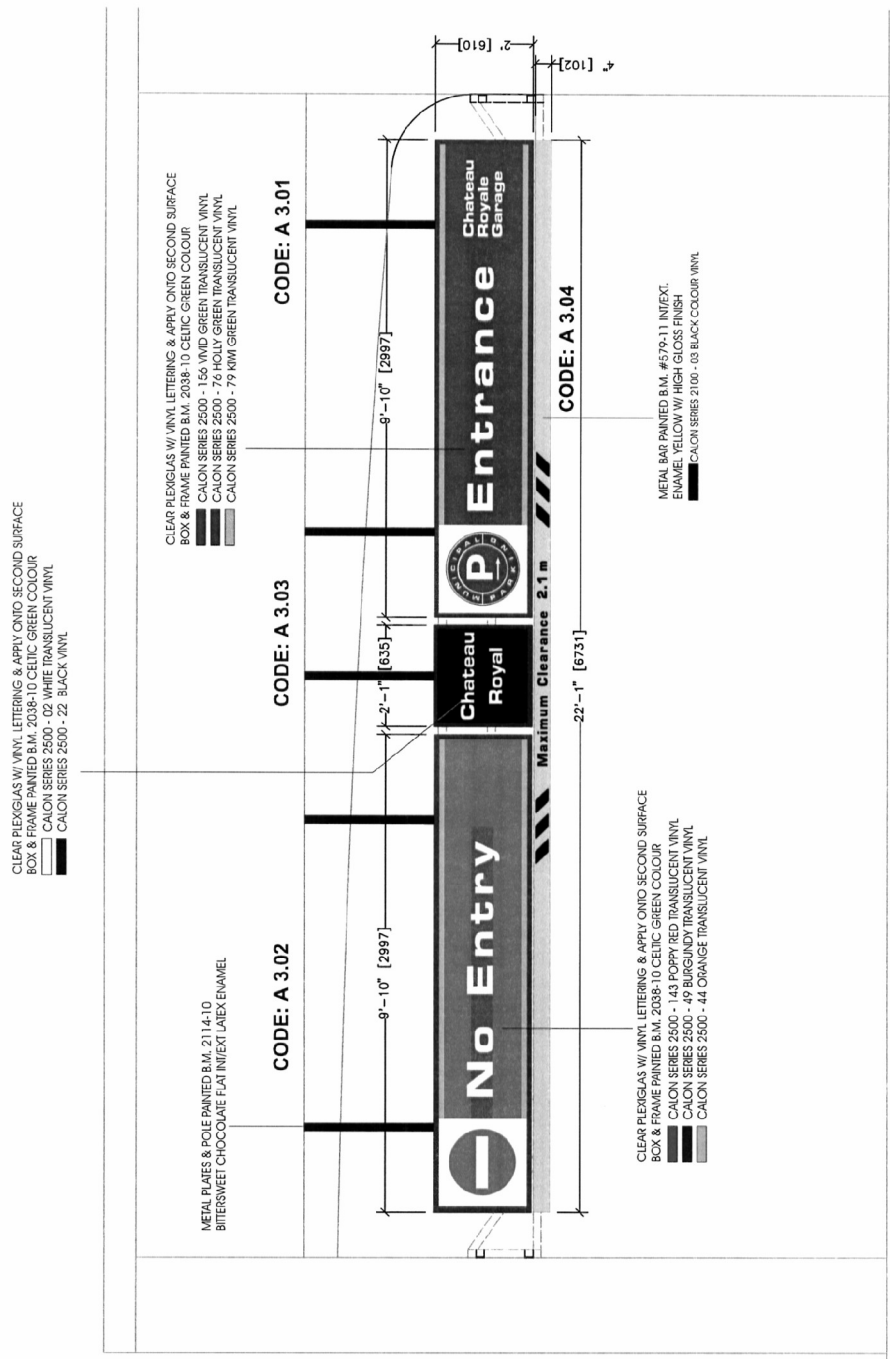 CLEAR PLEXIGLAS W/ VINYL LETTERING & APPLY ONTO SECOND SURFACE
BOX & FRAME PAINTED B.M. 2038-10 CELTIC GREEN COLOUR
CALON SERIES 2500 - 02 WHITE TRANSLUCENT VINYL
CALON SERIES 2500 - 22 BLACK VINYL
METAL PLATES & POLE PAINTED B.M. 2114-10
BITTERSWEET CHOCOLATE FLAT INT/EXT LATEX ENAMEL
CLEAR PLEXIGLAS W/ VINYL LETTERING & APPLY ONTO SECOND SURFACE
BOX & FRAME PAINTED B.M. 2038-10 CELTIC GREEN COLOUR
CALON SERIES 2500 - 156 VIVID GREEN TRANSLUCENT VINYL
CALON SERIES 2500 - 76 HOLLY GREEN TRANSLUCENT VINYL
CALON SERIES 2500 - 79 KIWI GREEN TRANSLUCENT VINYL
CODE: A 3.02
CODE: A 3.03
CODE: A 3.01
9'-10" [2997]
2'-1" [635]
9'-10" [2997]
2' [610]
4" [102]
No Entry
Chateau
Royal
MUNICIPAL
P
PARKING
Entrance
Chateau
Royale
Garage
Maximum Clearance 2.1 m
22'-1" [6731]
CODE: A 3.04
CLEAR PLEXIGLAS W/ VINYL LETTERING & APPLY ONTO SECOND SURFACE
BOX & FRAME PAINTED B.M. 2038-10 CELTIC GREEN COLOUR
CALON SERIES 2500 - 143 POPPY RED TRANSLUCENT VINYL
CALON SERIES 2500 - 49 BURGUNDY TRANSLUCENT VINYL
CALON SERIES 2500 - 44 ORANGE TRANSLUCENT VINYL
METAL BAR PAINTED B.M. #579-11 INT/EXT.
ENAMEL YELLOW W/ HIGH GLOSS FINISH
CALON SERIES 2100 - 03 BLACK COLOUR VINYL